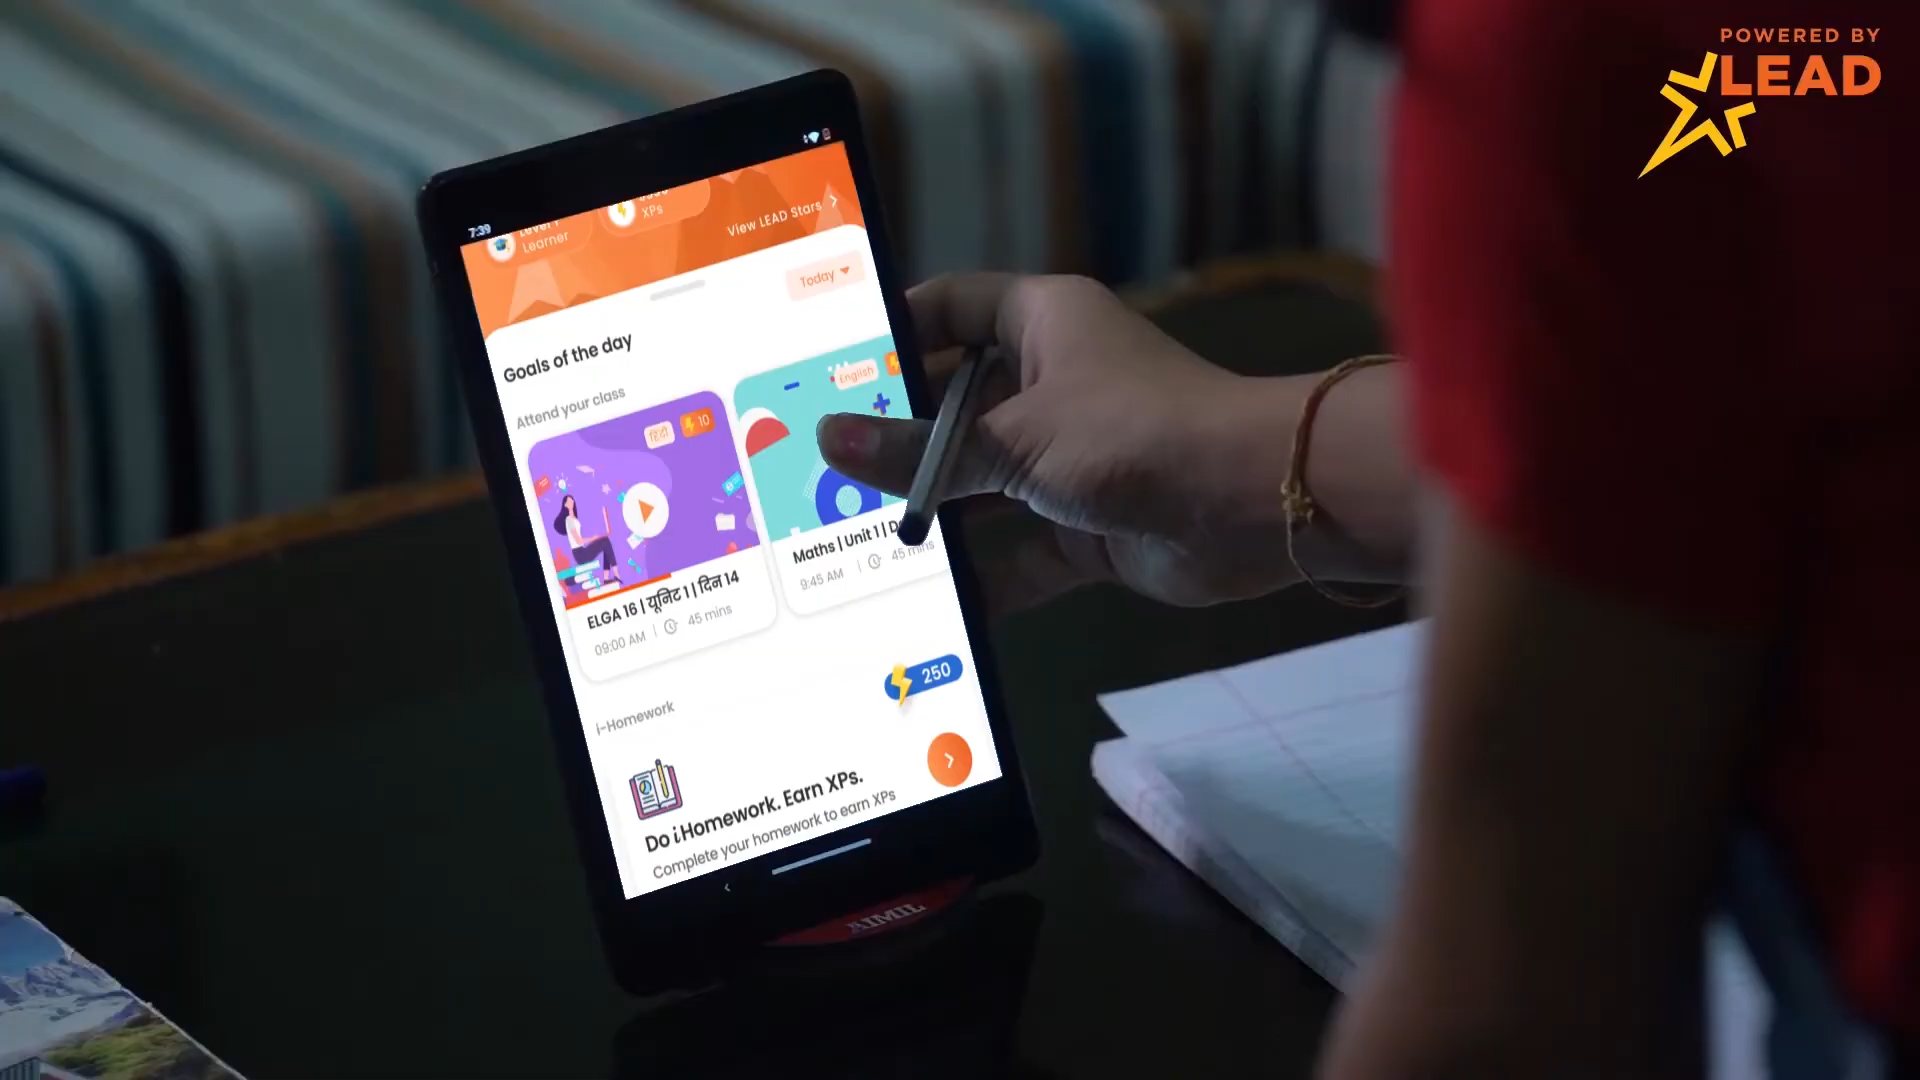 POWERED BY
LEAD
7:39
Learner
XPs
View LEAD Stars
Today
Goals of the day
Attend your class
हिंदी
10
English
ELGA 16 | यूनिट 1 | दिन 14
09:00 AM | 45 mins
Maths | Unit 1 |
9:45 AM | 45 mins
250
i-Homework
Do iHomework. Earn XPs.
Complete your homework to earn XPs
AIMIL